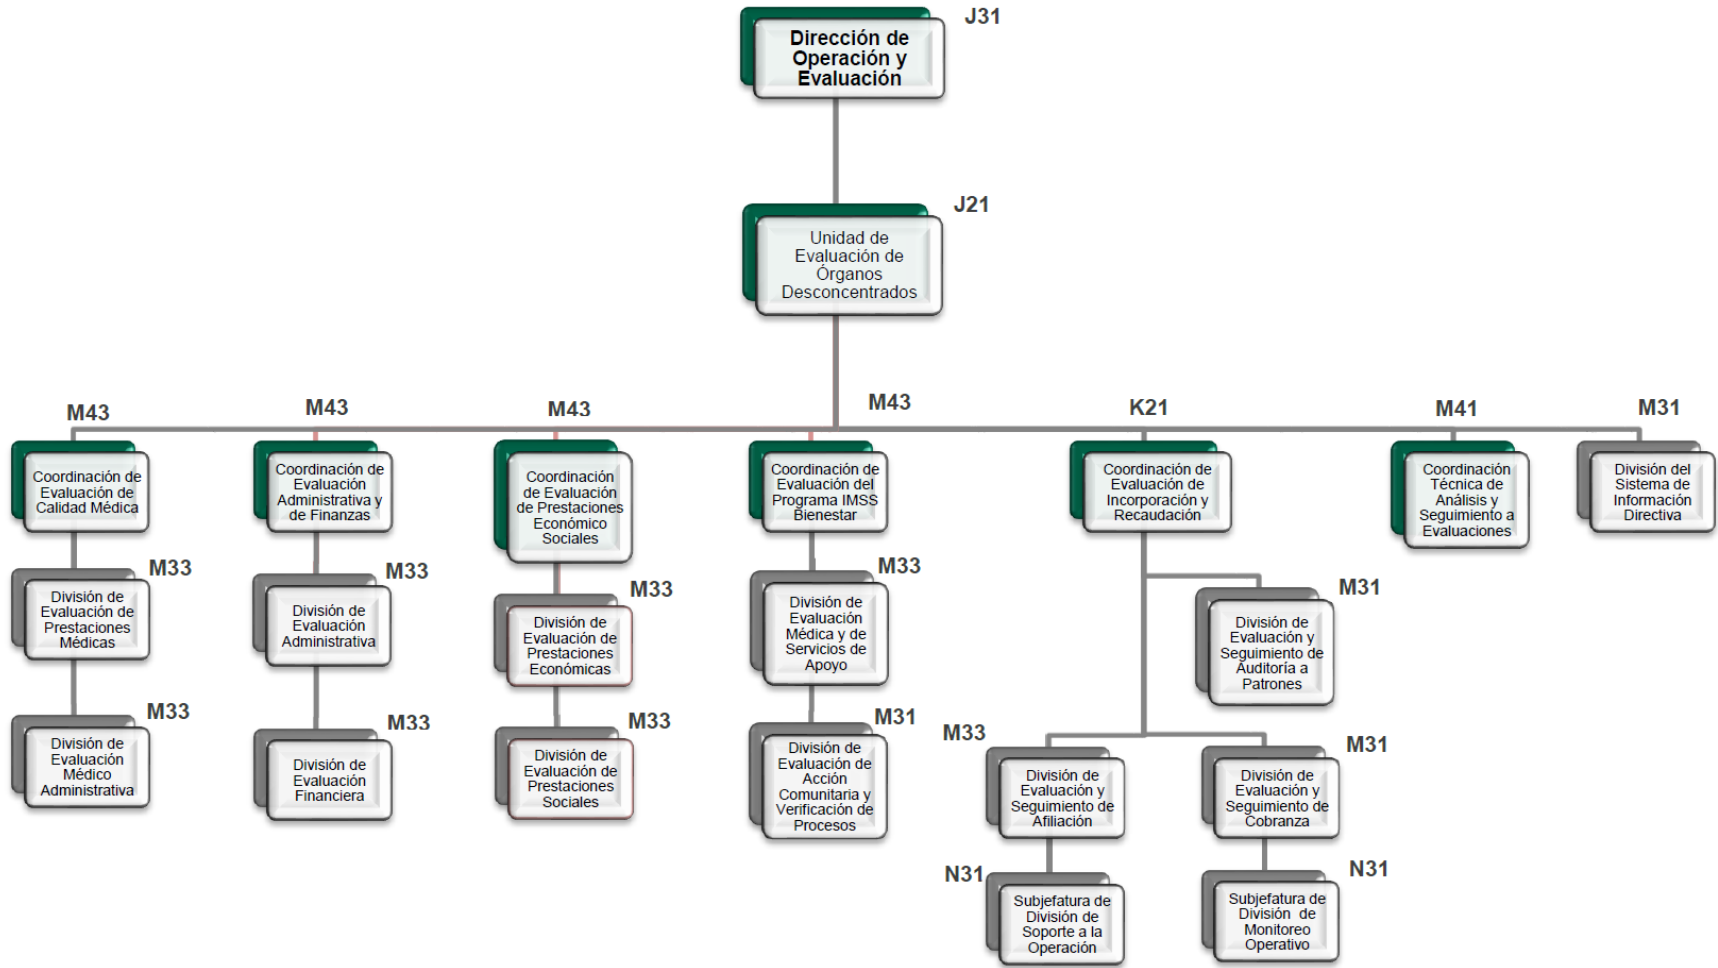 J31
Dirección de
Operación y
Evaluación
J21
Unidad de
Evaluación de
Órganos
Desconcentrados
M43
Coordinación de
Evaluación de
Calidad Médica
M33
División de
Evaluación de
Prestaciones
Médicas
M33
División de
Evaluación
Médico
Administrativa
M43
Coordinación de
Evaluación
Administrativa y
de Finanzas
M33
División de
Evaluación
Administrativa
M33
División de
Evaluación
Financiera
M43
Coordinación
de Evaluación
de Prestaciones
Económico
Sociales
M33
División de
Evaluación de
Prestaciones
Económicas
M33
División de
Evaluación de
Prestaciones
Sociales
M43
Coordinación de
Evaluación del
Programa IMSS
Bienestar
M33
División de
Evaluación
Médica y de
Servicios de
Apoyo
M31
División de
Evaluación de
Acción
Comunitaria y
Verificación de
Procesos
K21
Coordinación de
Evaluación de
Incorporación y
Recaudación
M31
División de
Evaluación y
Seguimiento de
Auditoría a
Patrones
M33
División de
Evaluación y
Seguimiento de
Afiliación
N31
Subjefatura de
División de
Soporte a la
Operación
M31
División de
Evaluación y
Seguimiento de
Cobranza
N31
Subjefatura de
División de
Monitoreo
Operativo
M41
Coordinación
Técnica de
Análisis y
Seguimiento a
Evaluaciones
M31
División del
Sistema de
Información
Directiva